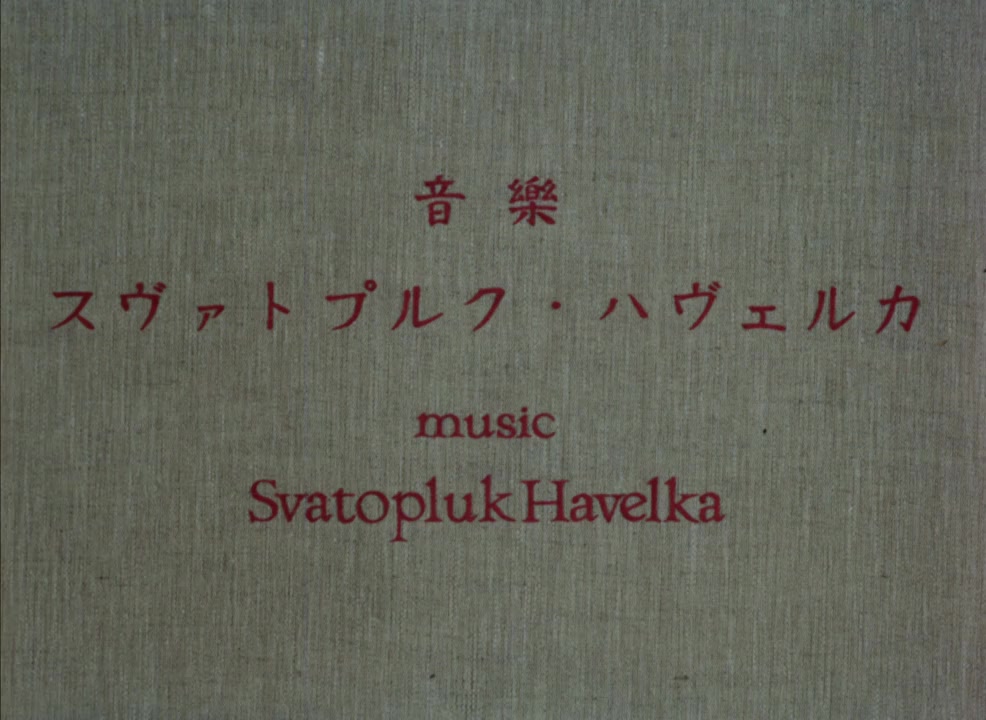 音樂
スヴァトプルク・ハヴェルカ
music
Svatopluk Havelka